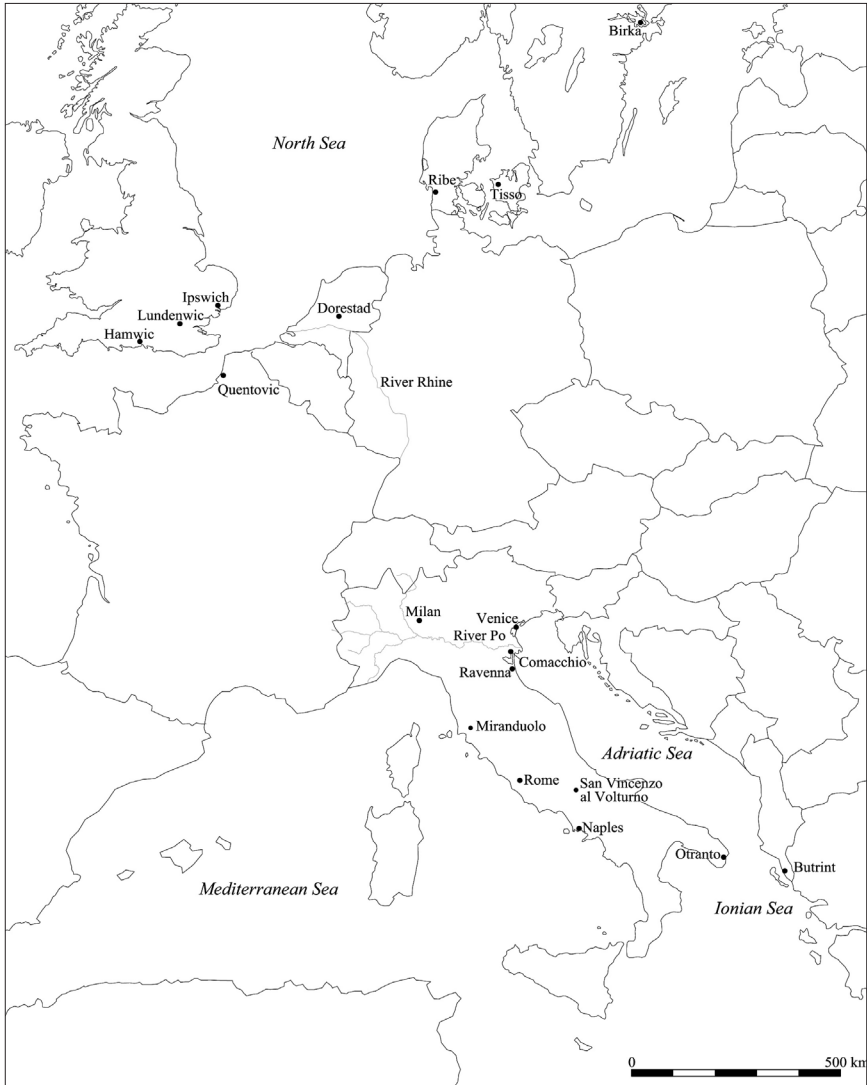 Birka
North Sea
Ribe
Tisso
Ipswich
Lundenwic
Hamwic
Dorestad
Quentovic
River Rhine
Milan
Venice
River Po
Comacchio
Ravenna
Miranduolo
Adriatic Sea
Rome
San Vincenzo
al Volturno
Naples
Otranto
Butrint
Mediterranean Sea
Ionian Sea
0
500 km